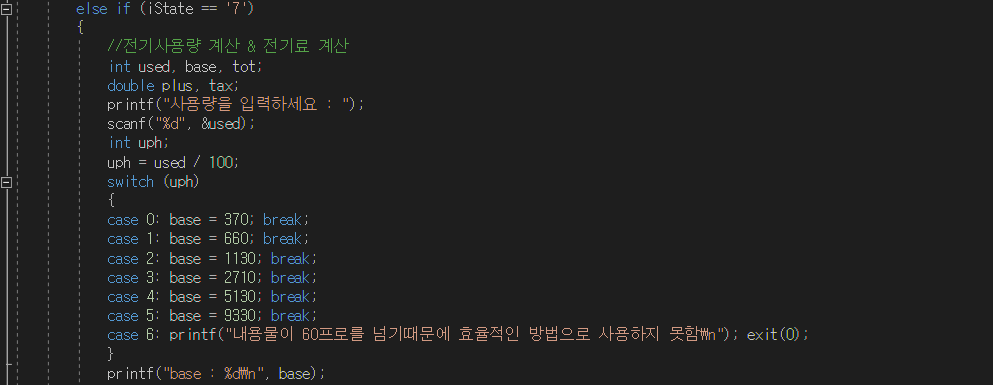 else if (iState == '7')
{
//전기사용량 계산 & 전기료 계산
int used, base, tot;
double plus, tax;
printf("사용량을 입력하세요 : ");
scanf("%d", &used);
int uph;
uph = used / 100;
switch (uph)
{
case 0: base = 370; break;
case 1: base = 660; break;
case 2: base = 1130; break;
case 3: base = 2710; break;
case 4: base = 5130; break;
case 5: base = 9330; break;
case 6: printf("내용물이 60프로를 넘기때문에 효율적인 방법으로 사용하지 못함₩n"); exit(0);
}
printf("base : %d₩n", base);